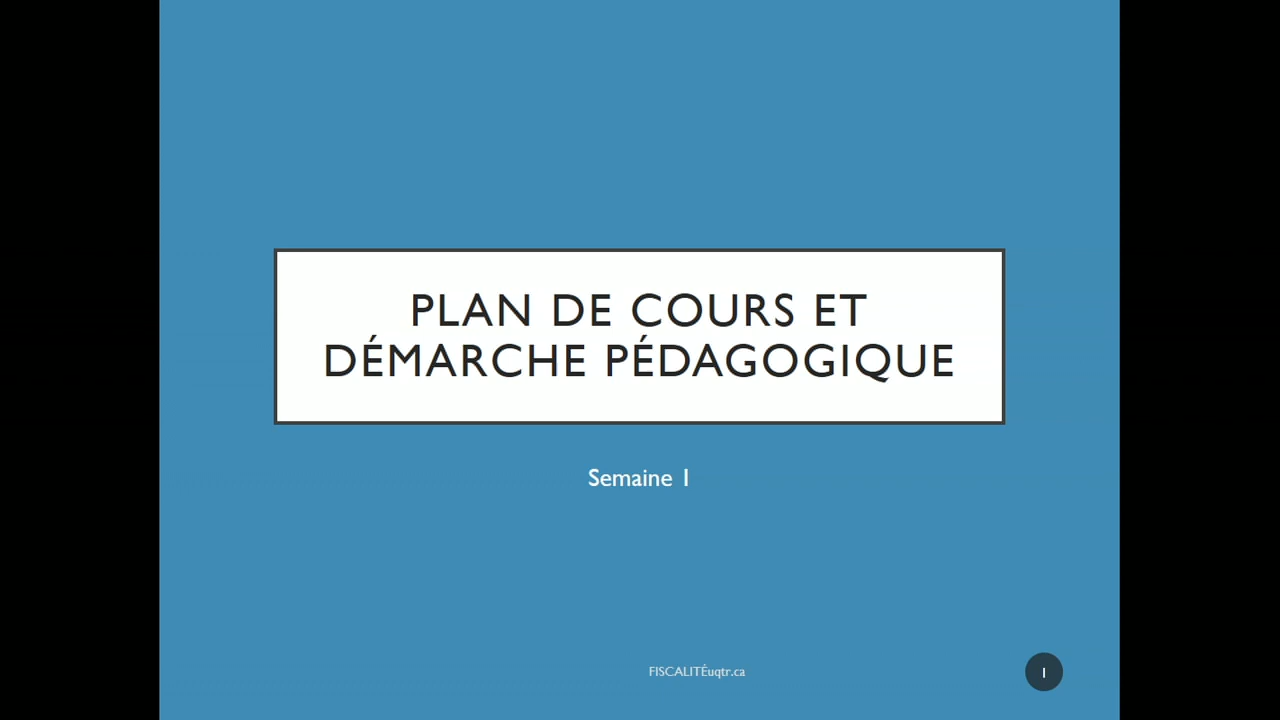 PLAN DE COURS ET
DÉMARCHE PÉDAGOGIQUE
Semaine 1
FISCALITÉuqtr.ca
1